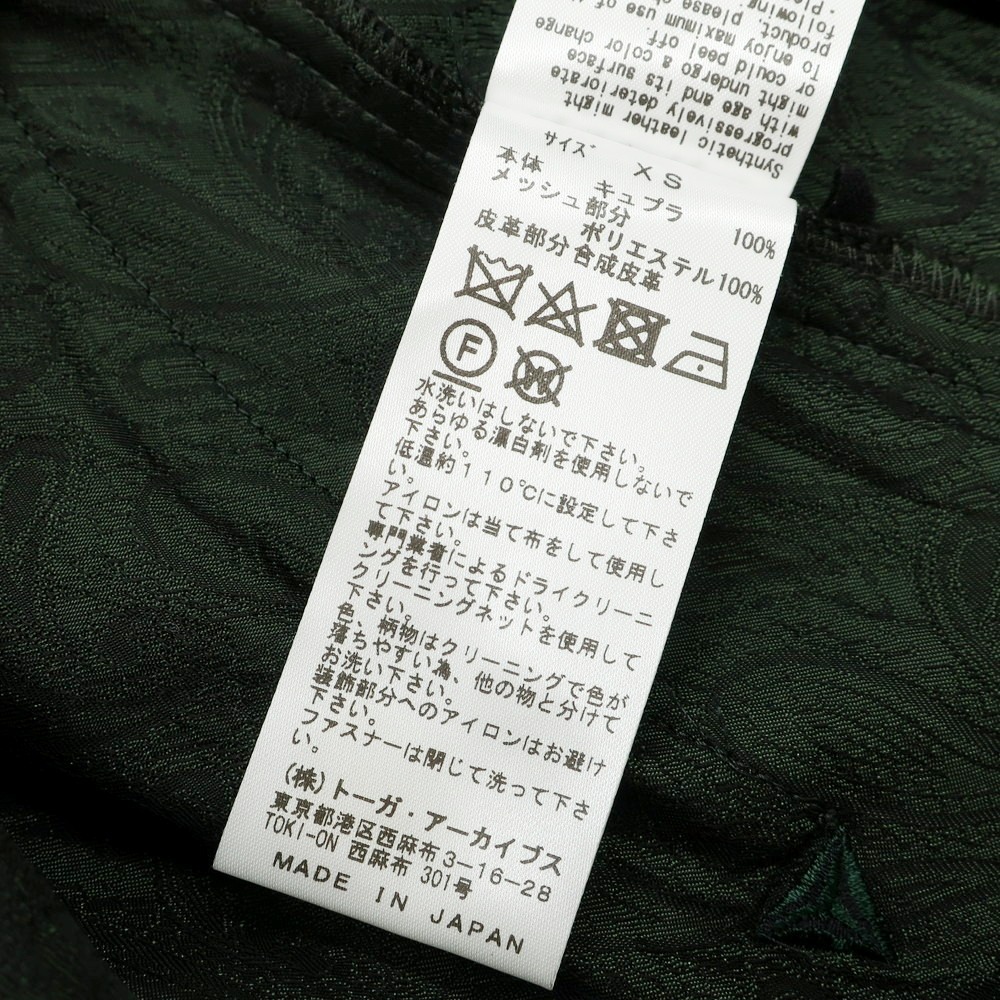 Synthetic leather might
progressively deteriorate
with age and its surface
might undergo a color change
or could peel off.
To enjoy maximum use of
product, please
following
サイズ XS
本体 キュプラ 100%
メッシュ部分
ポリエステル100%
皮革部分合成皮革
F
W
水洗いはしないで下さい。
あらゆる漂白剤を使用しないで
下さい。
低温約110℃に設定して下さ
い。
アイロンは当て布をして使用し
て下さい。
専門業者によるドライクリーニ
ングを行って下さい。
クリーニングネットを使用して
下さい。
色、柄物はクリーニングで色が
落ちやすい為、他の物と分けて
お洗い下さい。
装飾部分へのアイロンはお避け
下さい。
ファスナーは閉じて洗って下さ
い。
(株)トーガ・アーカイブス
東京都港区西麻布3-16-28
TOKI-ON 西麻布 301号
MADE IN JAPAN